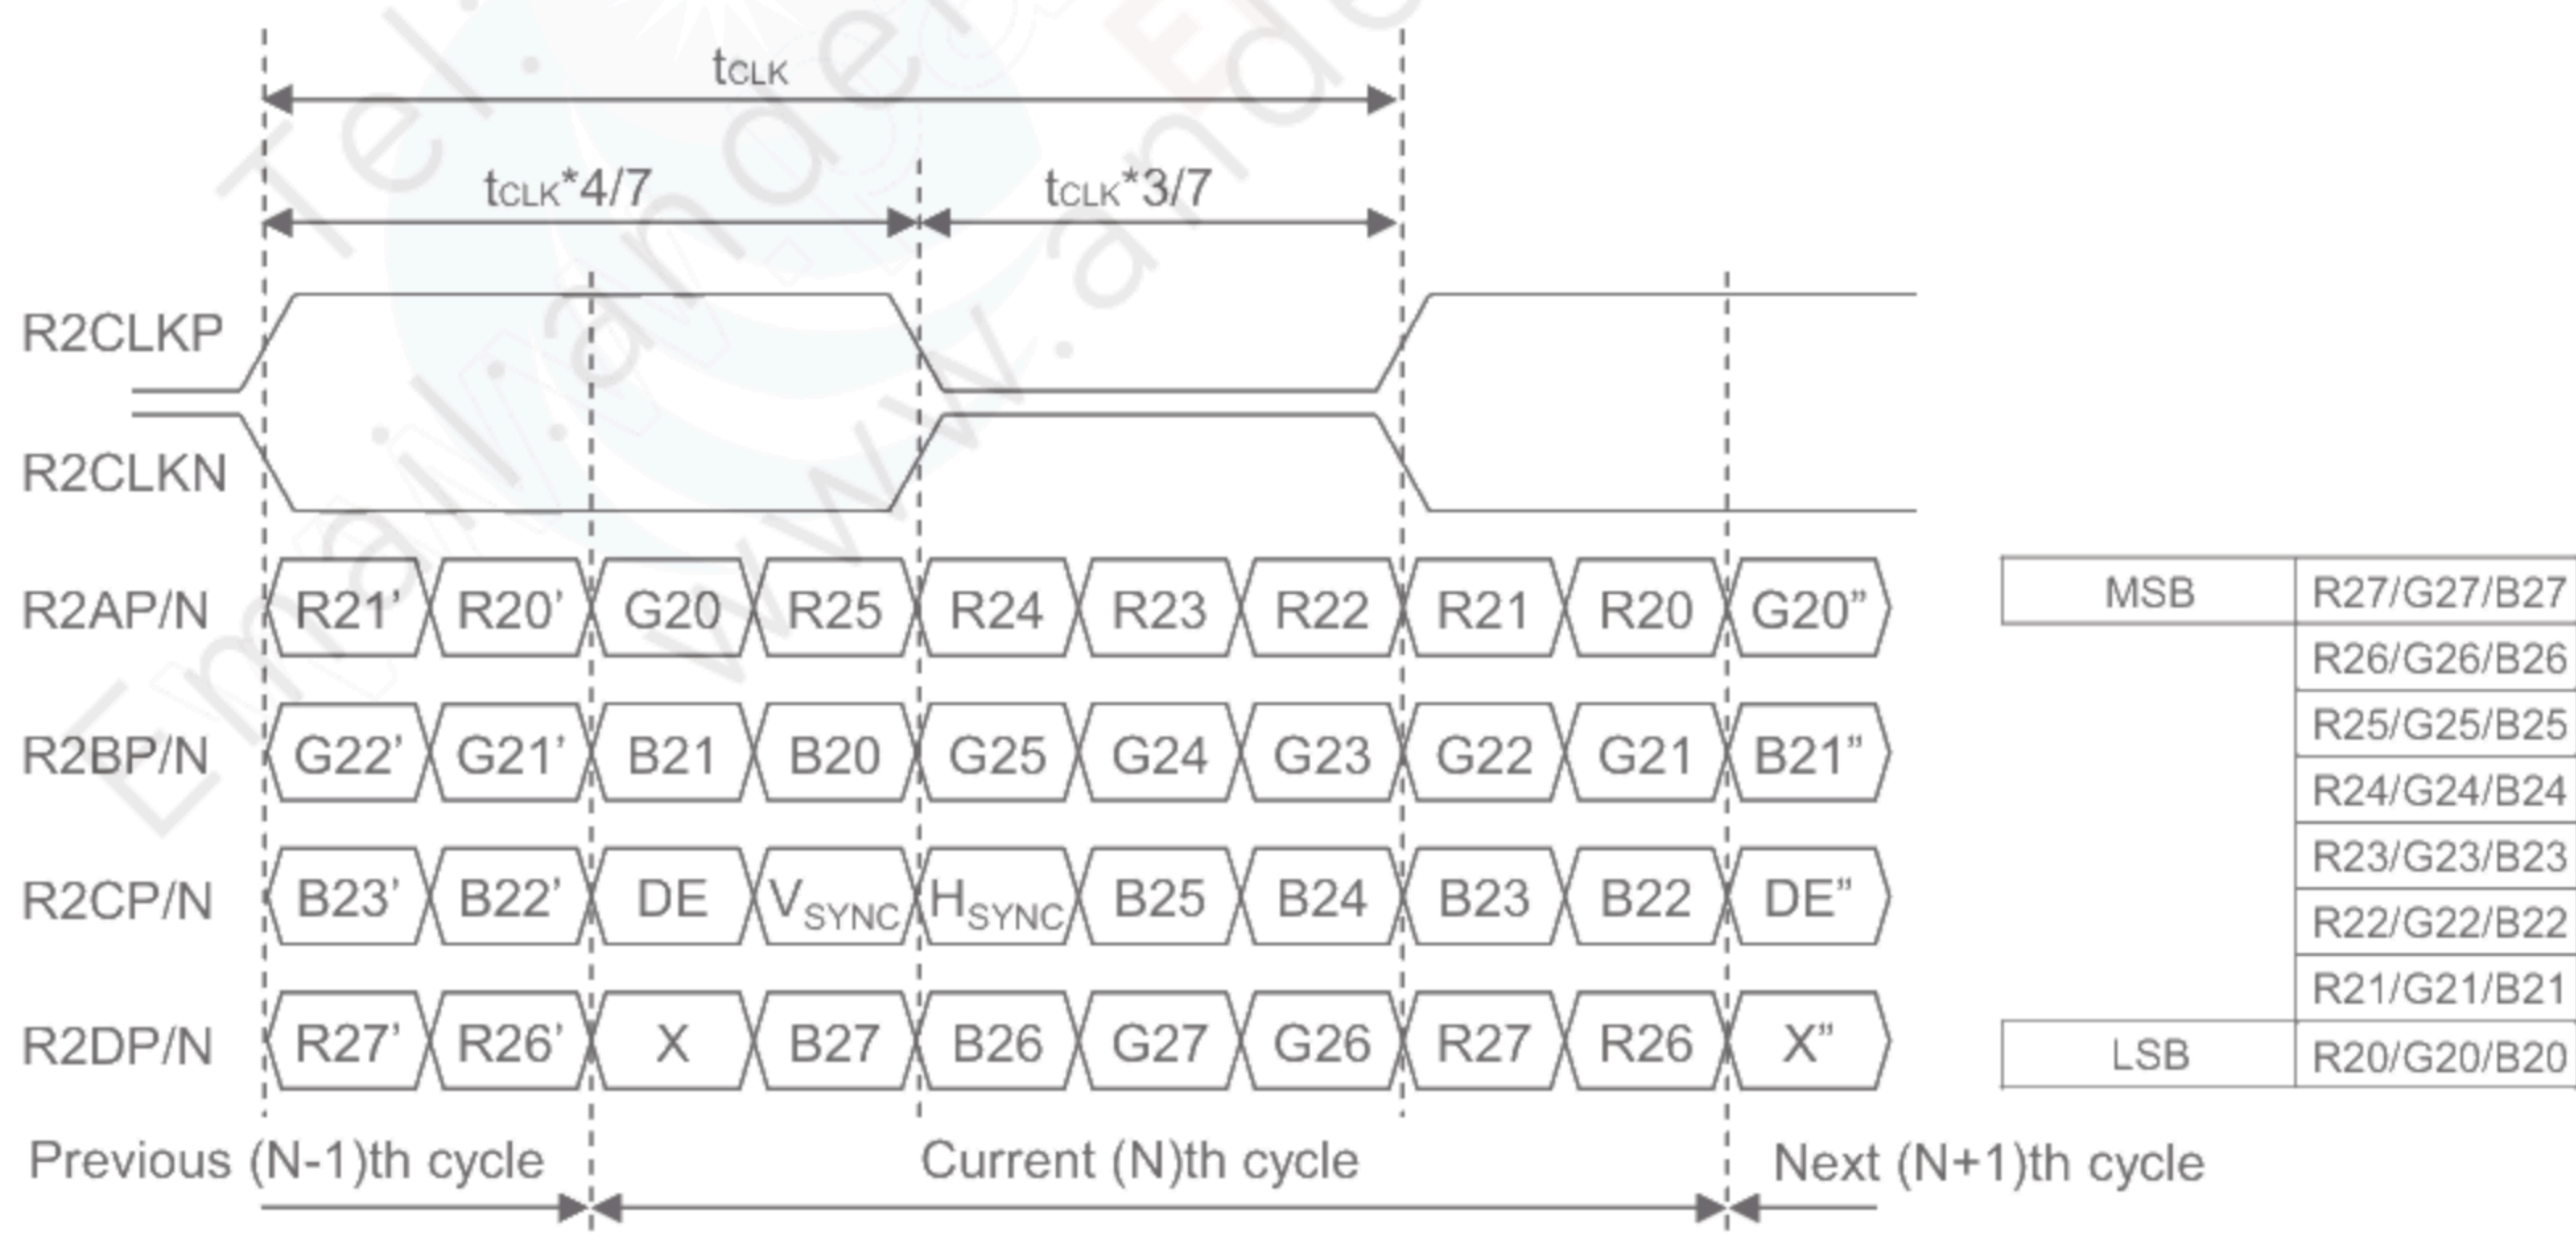 tCLK
tCLK*4/7 tCLK*3/7
R2CLKP
R2CLKN
R2AP/N R21’ R20’ G20 R25 R24 R23 R22 R21 R20 G20”
R2BP/N G22’ G21’ B21 B20 G25 G24 G23 G22 G21 B21”
R2CP/N B23’ B22’ DE VSYNC HSYNC B25 B24 B23 B22 DE”
R2DP/N R27’ R26’ X B27 B26 G27 G26 R27 R26 X”
Previous (N-1)th cycle Current (N)th cycle Next (N+1)th cycle
MSB R27/G27/B27
R26/G26/B26
R25/G25/B25
R24/G24/B24
R23/G23/B23
R22/G22/B22
R21/G21/B21
LSB R20/G20/B20
Tel:
Email: